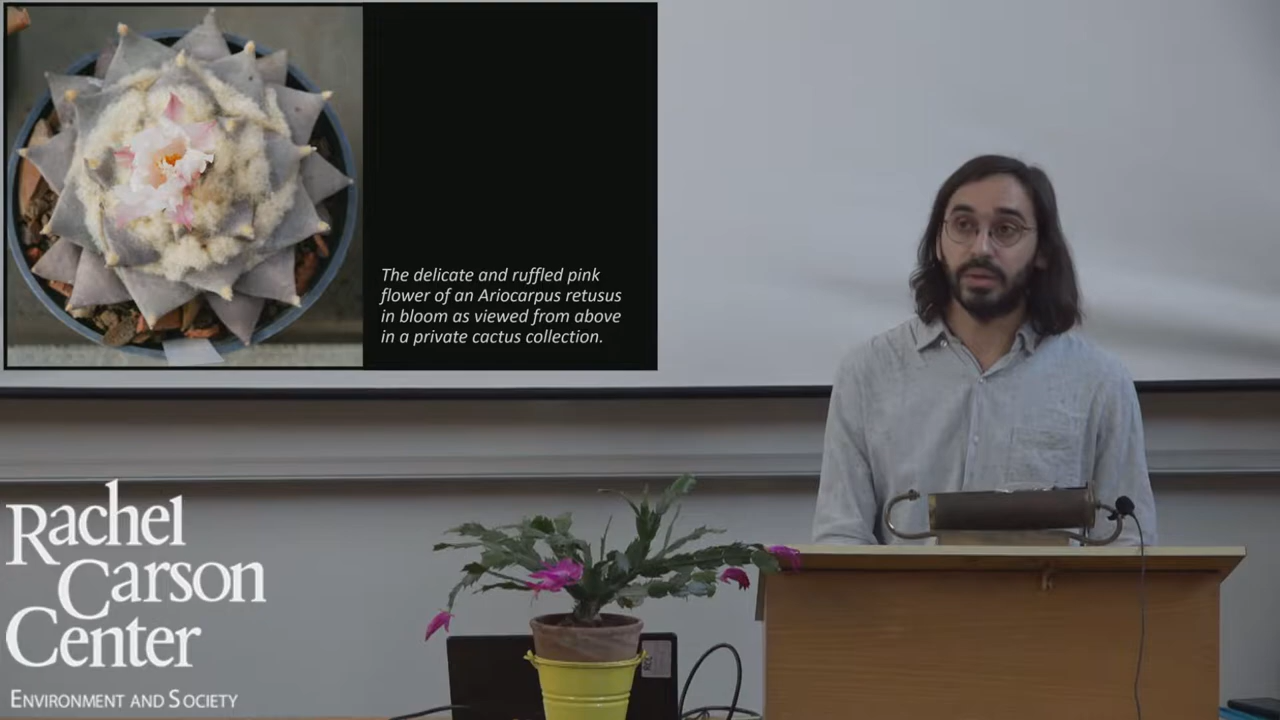 The delicate and ruffled pink
flower of an Ariocarpus retusus
in bloom as viewed from above
in a private cactus collection.
Rachel
Carson
Center
Environment and Society
RCC